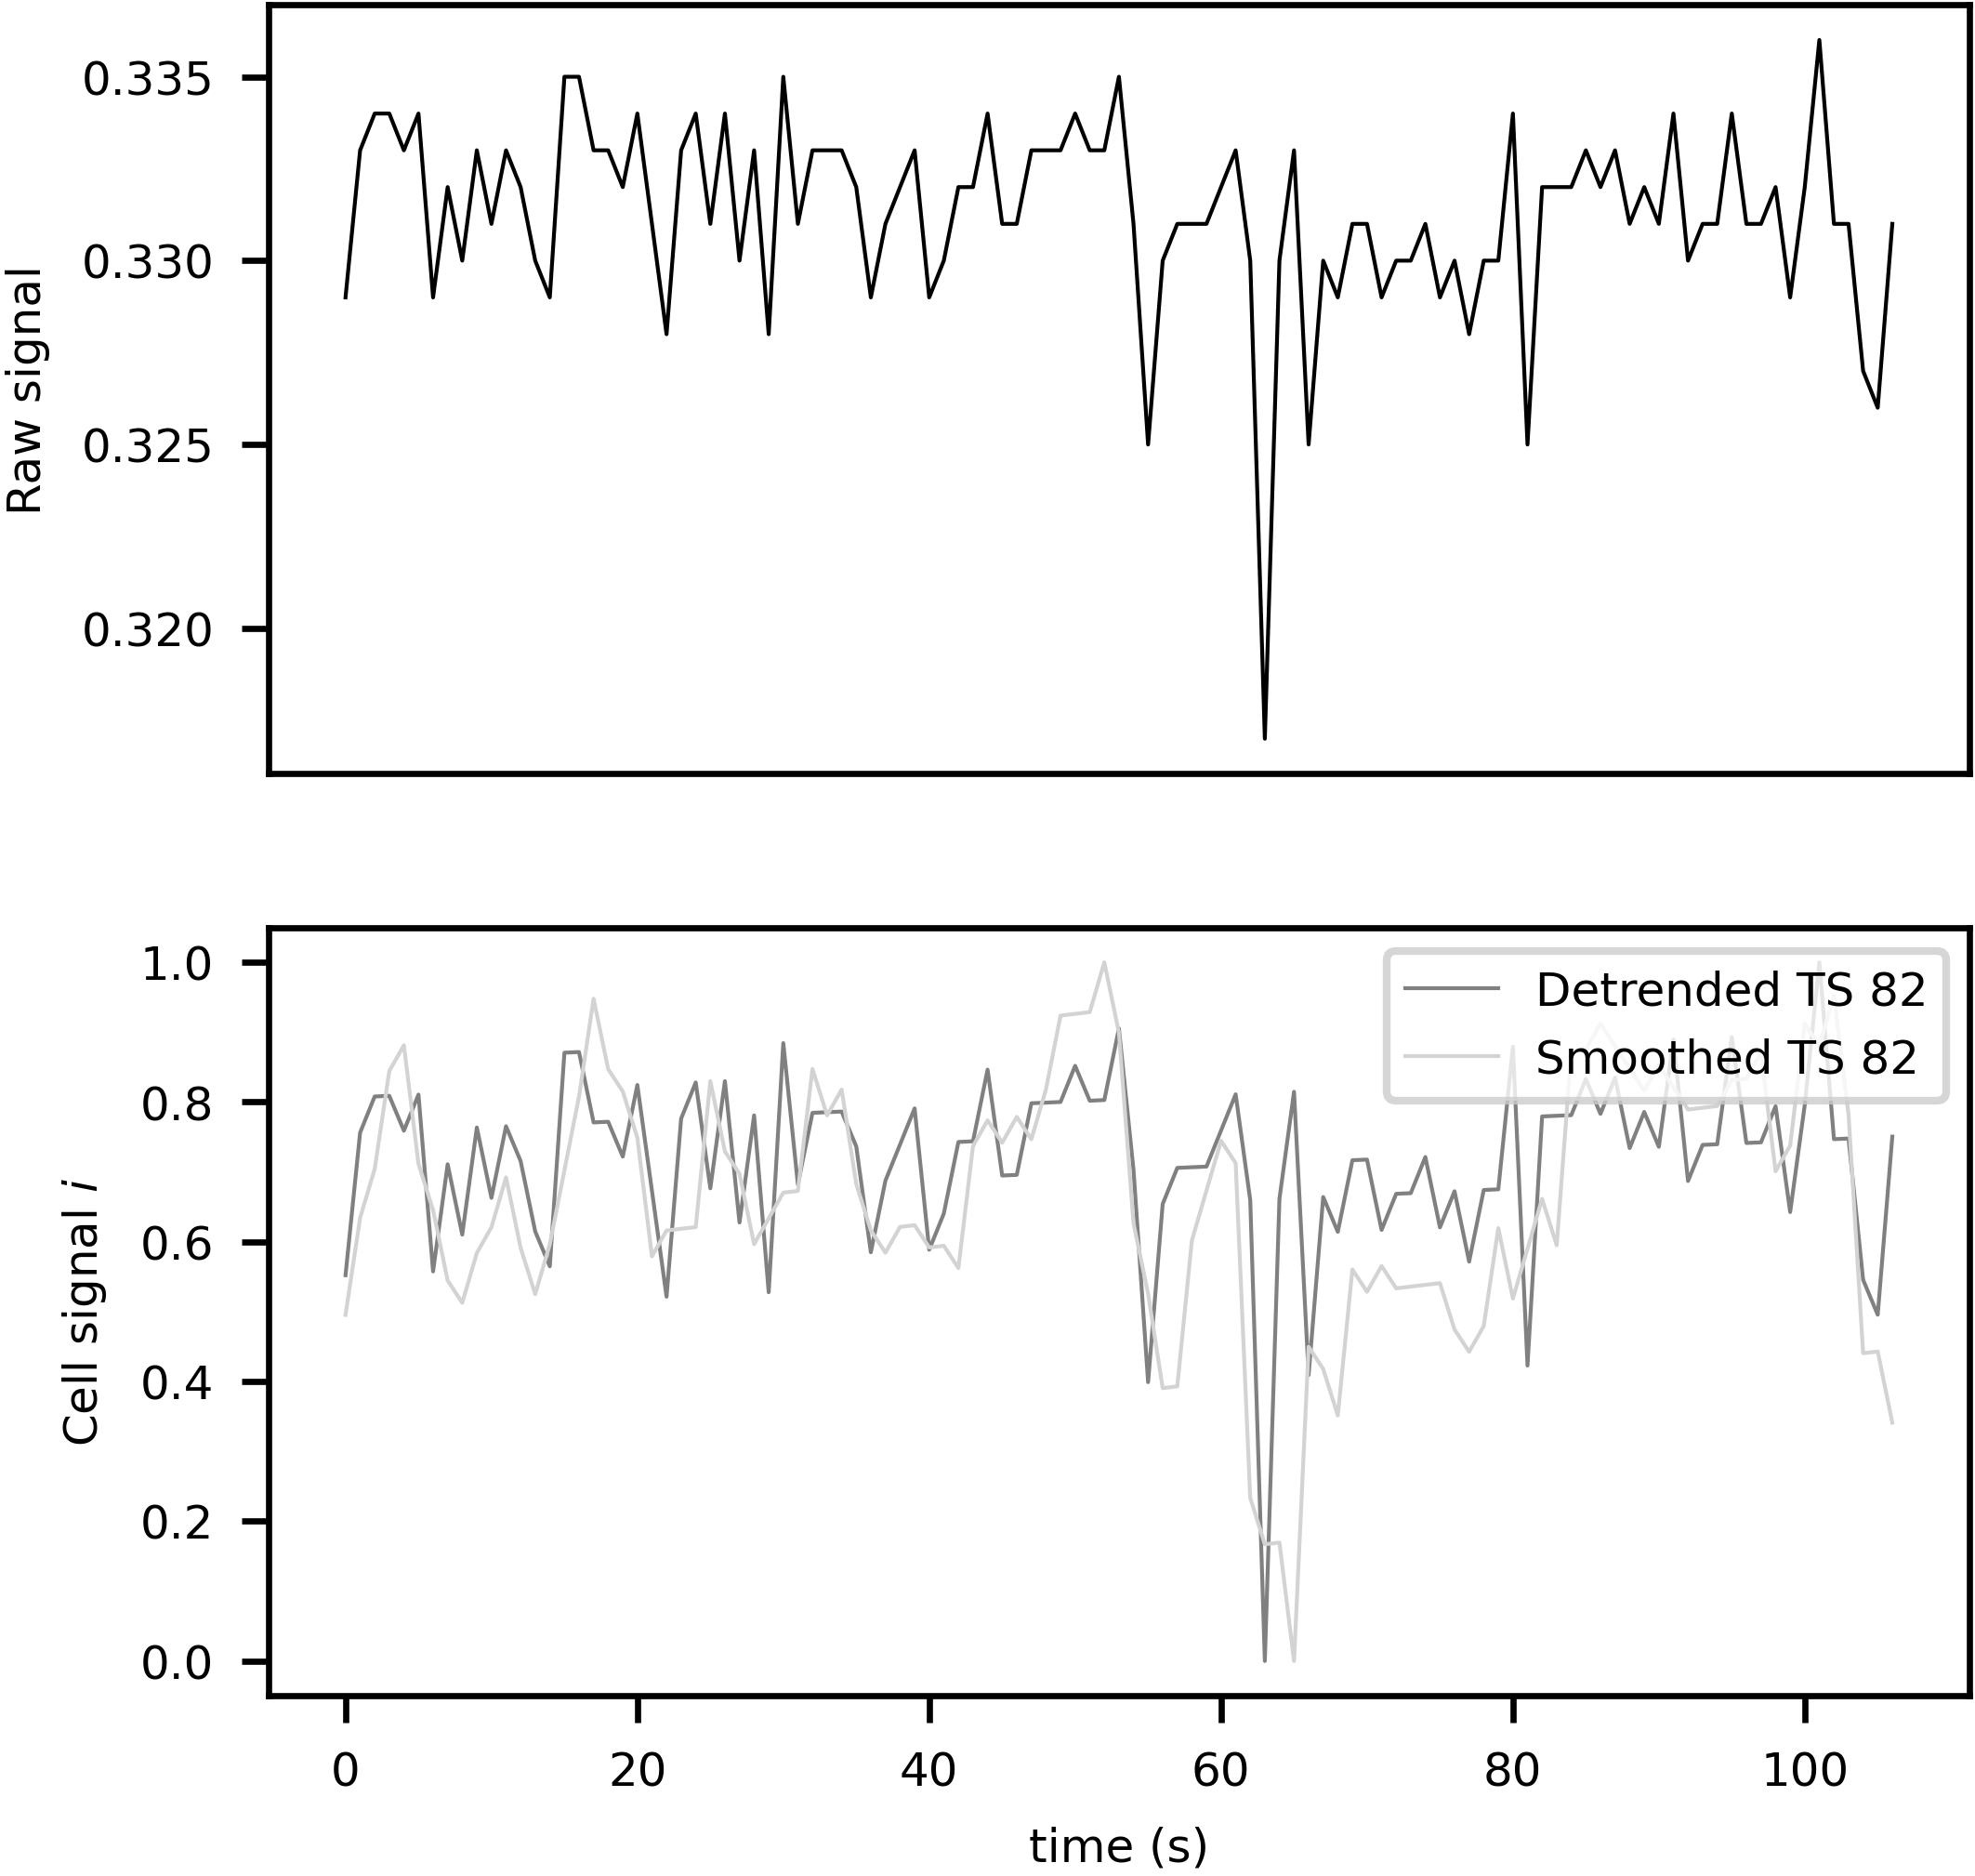 0.335
0.330
0.325
0.320
Raw signal
1.0
0.8
0.6
0.4
0.2
0.0
Cell signal i
Detrended TS 82
Smoothed TS 82
0 20 40 60 80 100
time (s)